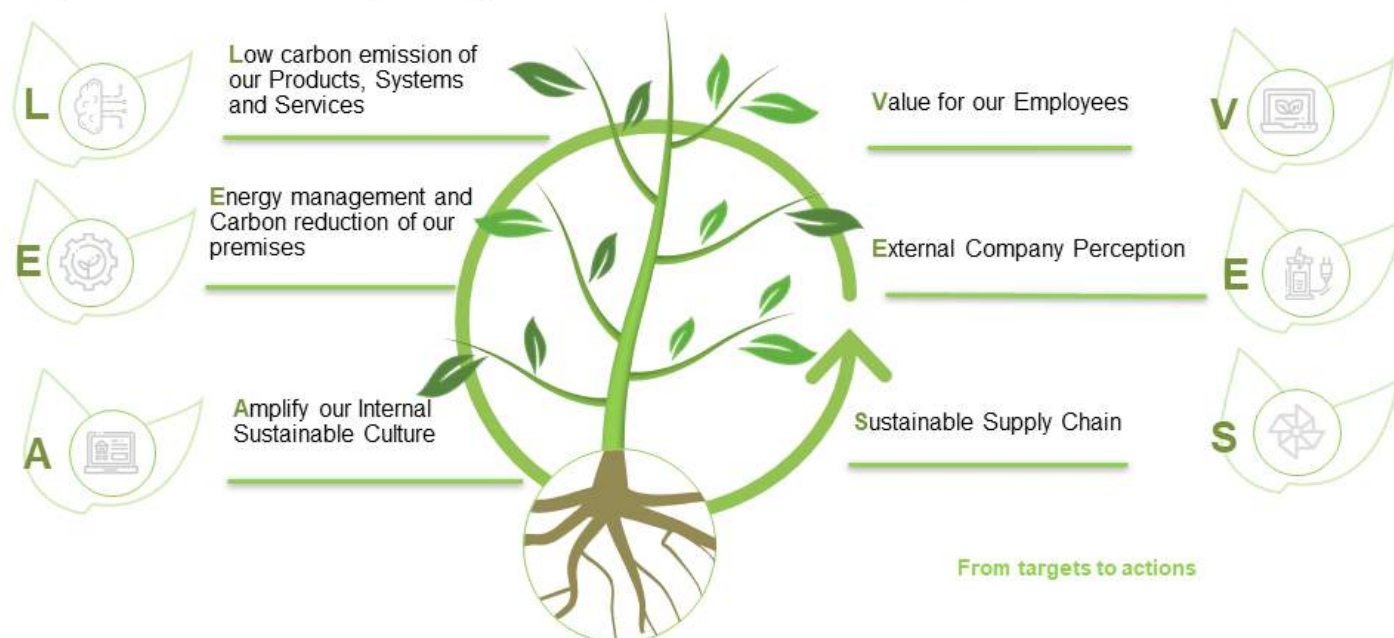 L
Low carbon emission of
our Products, Systems
and Services
E
Energy management and
Carbon reduction of our
premises
A
Amplify our Internal
Sustainable Culture
Value for our Employees
V
External Company Perception
E
Sustainable Supply Chain
S
From targets to actions